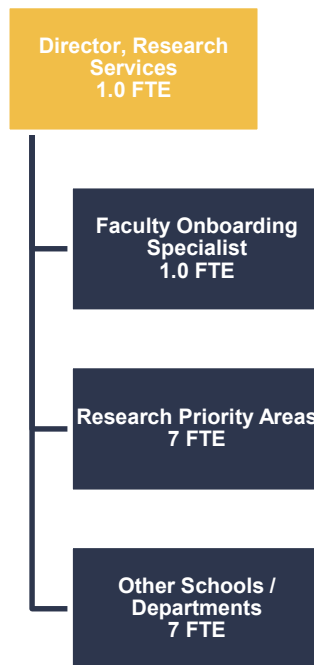 Director, Research
Services
1.0 FTE
Faculty Onboarding
Specialist
1.0 FTE
Research Priority Areas
7 FTE
Other Schools /
Departments
7 FTE